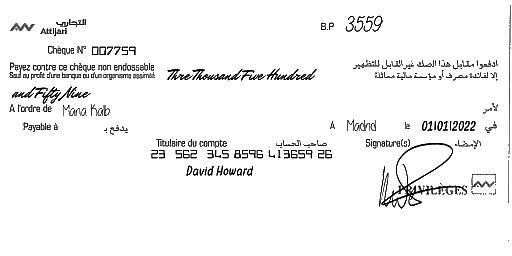 التجاري
Attijari
B.P 3559
Chèque N° 007759
Payez contre ce chèque non endossable
Sauf au profit d'une banque ou d'un organisme assimilé
Thre Thousand Five Hundred
ادفعوا مقابل هذا الصك غير القابل للتظهير
إلا لفائدة مصرف أو مؤسسة مالية مماثلة
and Fifty Nine
A l'ordre de Mana Kalb
لأمر
Payable à
يدفع بـ
A Madrid le 01/01/2022 في
Titulaire du compte صاحب الحساب
Signature(s) الإمضاء
23 562 345 8596 413659 26
David Howard
PRIVILÈGES